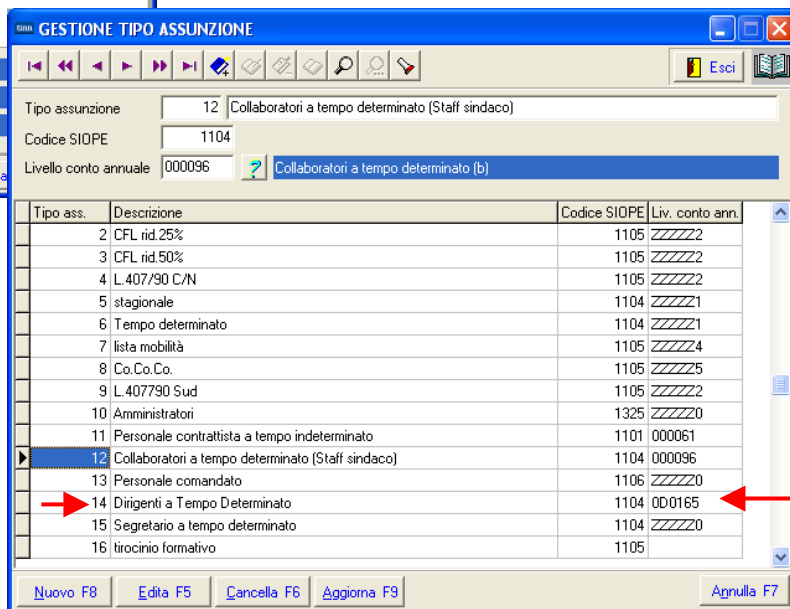 tinn GESTIONE TIPO ASSUNZIONE
Esci
Tipo assunzione 12 Collaboratori a tempo determinato (Staff sindaco)
Codice SIOPE 1104
Livello conto annuale 000096 ? Collaboratori a tempo determinato (b)
a
Tipo ass. Descrizione Codice SIOPE Liv. conto ann.
2 CFL rid.25% 1105 ZZZZZ2
3 CFL rid.50% 1105 ZZZZZ2
4 L.407/90 C/N 1105 ZZZZZ2
5 stagionale 1104 ZZZZZ1
6 Tempo determinato 1104 ZZZZZ1
7 lista mobilità 1105 ZZZZZ4
8 Co.Co.Co. 1105 ZZZZZ5
9 L.407790 Sud 1105 ZZZZZ2
10 Amministratori 1325 ZZZZZ0
11 Personale contrattista a tempo indeterminato 1101 000061
12 Collaboratori a tempo determinato (Staff sindaco) 1104 000096
13 Personale comandato 1106 ZZZZZ0
14 Dirigenti a Tempo Determinato 1104 0D0165
15 Segretario a tempo determinato 1104 ZZZZZ0
16 tirocinio formativo 1105
Nuovo F8 Edita F5 Cancella F6 Aggiorna F9 Annulla F7